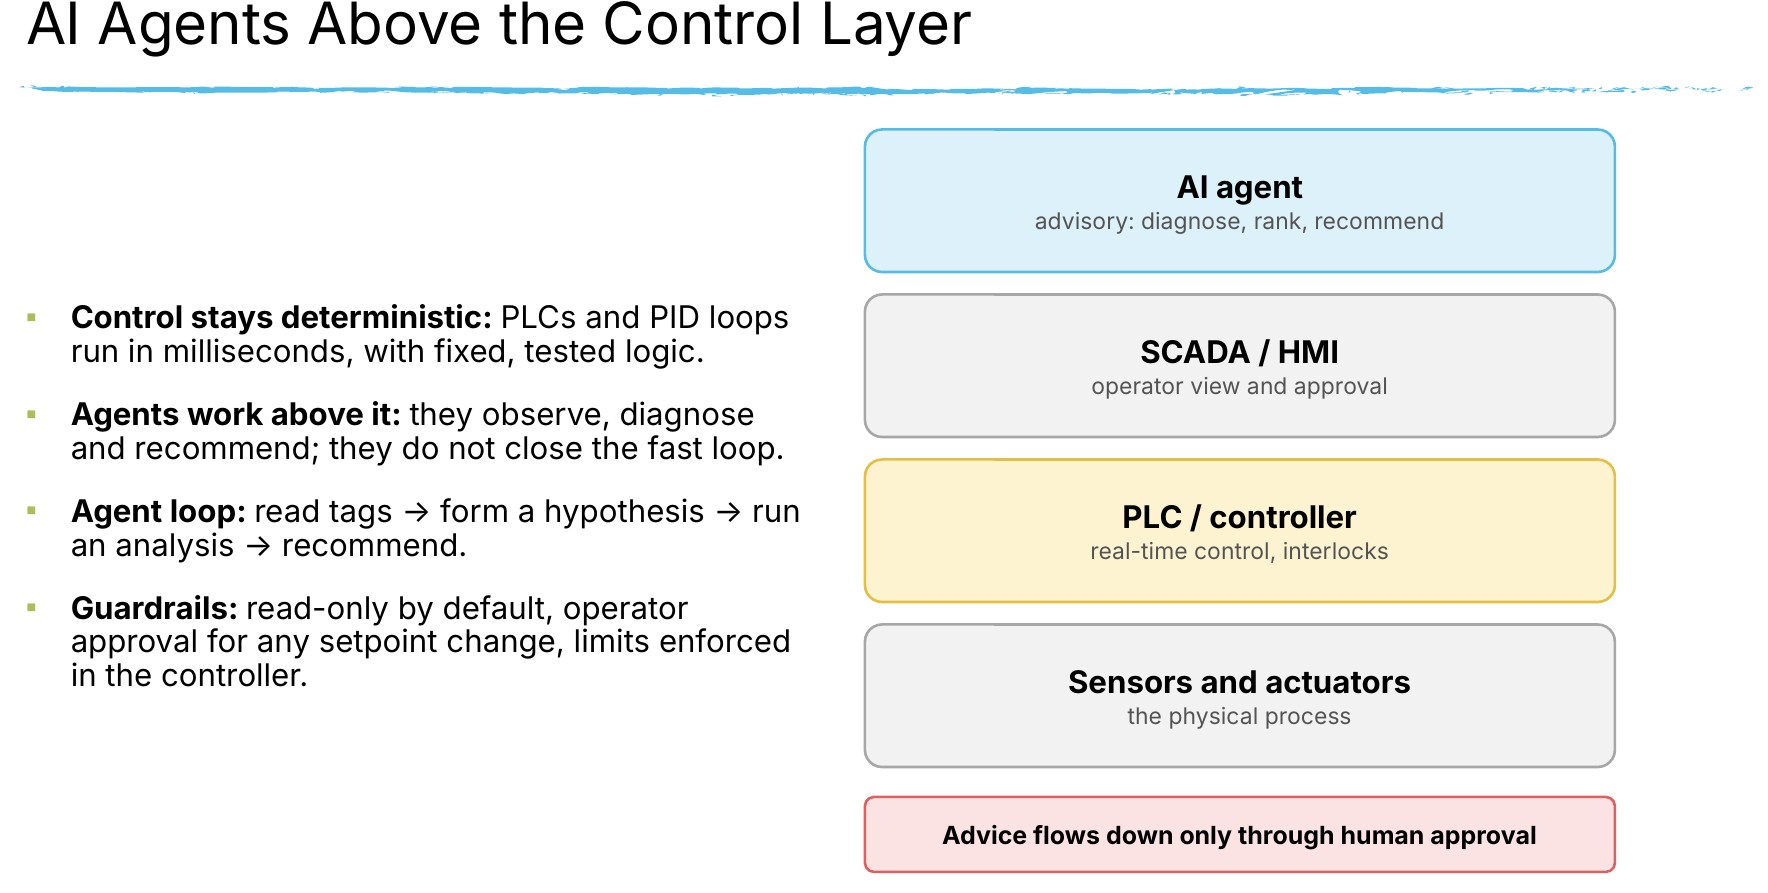 AI Agents Above the Control Layer
▪ Control stays deterministic: PLCs and PID loops
run in milliseconds, with fixed, tested logic.
▪ Agents work above it: they observe, diagnose
and recommend; they do not close the fast loop.
▪ Agent loop: read tags → form a hypothesis → run
an analysis → recommend.
▪ Guardrails: read-only by default, operator
approval for any setpoint change, limits enforced
in the controller.
AI agent
advisory: diagnose, rank, recommend
SCADA / HMI
operator view and approval
PLC / controller
real-time control, interlocks
Sensors and actuators
the physical process
Advice flows down only through human approval